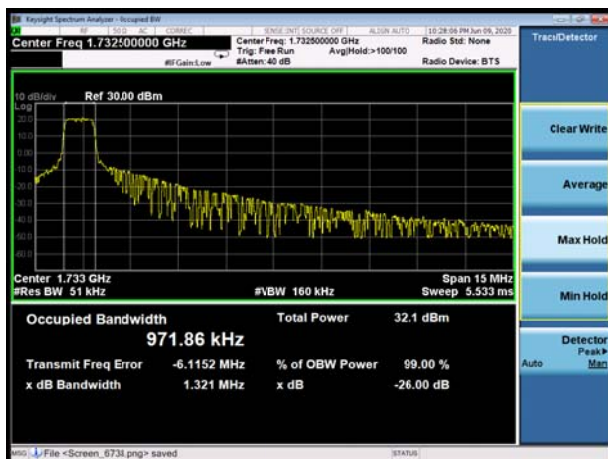 Keysight Spectrum Analyzer - Occupied BW
RF 50 Ω AC CORREC SENSE:INT SOURCE OFF ALIGN AUTO 10:28:06 PM Jun 09, 2020
Center Freq 1.732500000 GHz Center Freq: 1.732500000 GHz Radio Std: None
Trig: Free Run Avg|Hold:>100/100
#IFGain:Low #Atten: 40 dB Radio Device: BTS
Trace/Detector
10 dB/div Ref 30.00 dBm
Log
20.0
10.0
0.00
-10.0
-20.0
-30.0
-40.0
-50.0
-60.0
Center 1.733 GHz Span 15 MHz
#Res BW 51 kHz #VBW 160 kHz Sweep 5.533 ms
Occupied Bandwidth Total Power 32.1 dBm
971.86 kHz
Transmit Freq Error -6.1152 MHz % of OBW Power 99.00 %
x dB Bandwidth 1.321 MHz x dB -26.00 dB
Clear Write
Average
Max Hold
Min Hold
Detector
Peak▶
Auto Man
MSG File <Screen_673l.png> saved STATUS